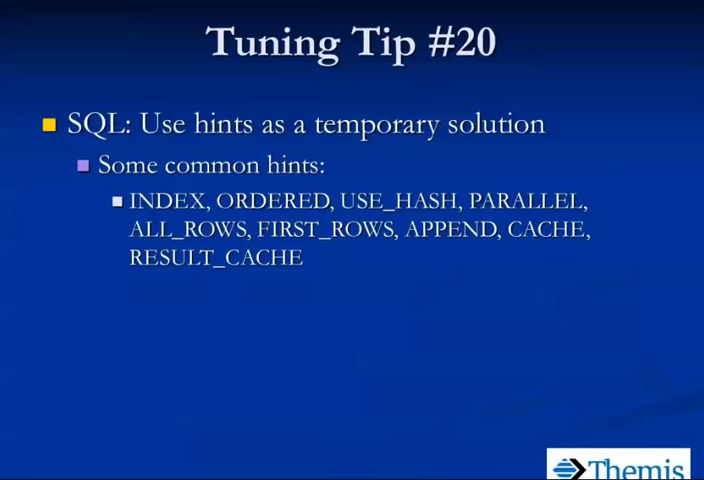 Tuning Tip #20
SQL: Use hints as a temporary solution
Some common hints:
INDEX, ORDERED, USE_HASH, PARALLEL,
ALL_ROWS, FIRST_ROWS, APPEND, CACHE,
RESULT_CACHE
Themis